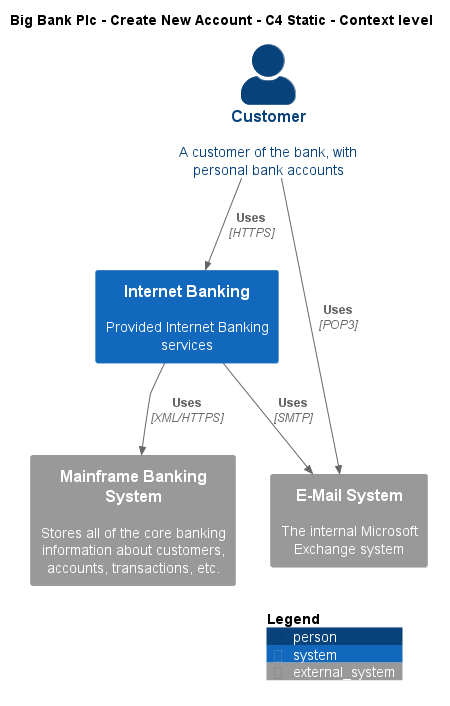 Big Bank Plc - Create New Account - C4 Static - Context level
Customer
A customer of the bank, with
personal bank accounts
Uses
[HTTPS]
Uses
[POP3]
Internet Banking
Provided Internet Banking
services
Uses
[XML/HTTPS]
Uses
[SMTP]
Mainframe Banking
System
Stores all of the core banking
information about customers,
accounts, transactions, etc.
E-Mail System
The internal Microsoft
Exchange system
Legend
person
system
external_system